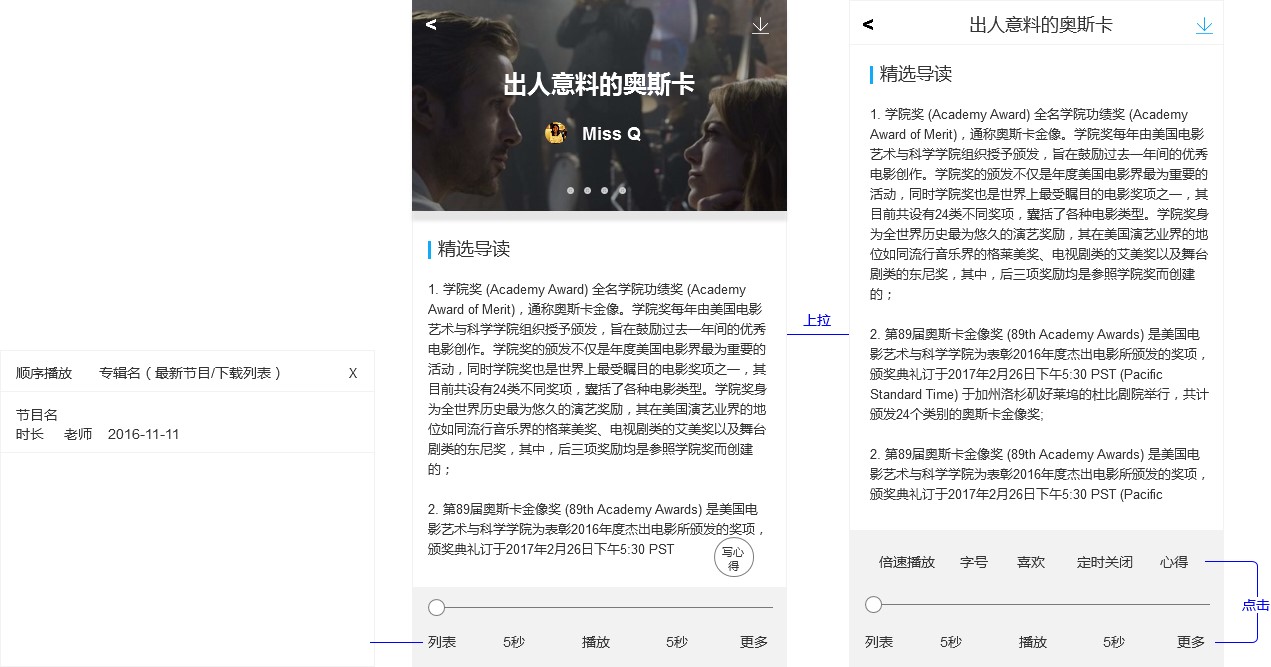 顺序播放 专辑名（最新节目/下载列表） X
节目名
时长 老师 2016-11-11
<
出人意料的奥斯卡
Miss Q
精选导读
1. 学院奖 (Academy Award) 全名学院功绩奖 (Academy
Award of Merit)，通称奥斯卡金像。学院奖每年由美国电影
艺术与科学学院组织授予颁发，旨在鼓励过去一年间的优秀
电影创作。学院奖的颁发不仅是年度美国电影界最为重要的
活动，同时学院奖也是世界上最受瞩目的电影奖项之一，其
目前共设有24类不同奖项，囊括了各种电影类型。学院奖身
为全世界历史最为悠久的演艺奖励，其在美国演艺业界的地
位如同流行音乐界的格莱美奖、电视剧类的艾美奖以及舞台
剧类的东尼奖，其中，后三项奖励均是参照学院奖而创建
的；
2. 第89届奥斯卡金像奖 (89th Academy Awards) 是美国电
影艺术与科学学院为表彰2016年度杰出电影所颁发的奖项，
颁奖典礼订于2017年2月26日下午5:30 PST
写心
得
列表 5秒 播放 5秒 更多
上拉
< 出人意料的奥斯卡
精选导读
1. 学院奖 (Academy Award) 全名学院功绩奖 (Academy
Award of Merit)，通称奥斯卡金像。学院奖每年由美国电影
艺术与科学学院组织授予颁发，旨在鼓励过去一年间的优秀
电影创作。学院奖的颁发不仅是年度美国电影界最为重要的
活动，同时学院奖也是世界上最受瞩目的电影奖项之一，其
目前共设有24类不同奖项，囊括了各种电影类型。学院奖身
为全世界历史最为悠久的演艺奖励，其在美国演艺业界的地
位如同流行音乐界的格莱美奖、电视剧类的艾美奖以及舞台
剧类的东尼奖，其中，后三项奖励均是参照学院奖而创建
的；
2. 第89届奥斯卡金像奖 (89th Academy Awards) 是美国电
影艺术与科学学院为表彰2016年度杰出电影所颁发的奖项，
颁奖典礼订于2017年2月26日下午5:30 PST (Pacific
Standard Time) 于加州洛杉矶好莱坞的杜比剧院举行，共计
颁发24个类别的奥斯卡金像奖;
2. 第89届奥斯卡金像奖 (89th Academy Awards) 是美国电
影艺术与科学学院为表彰2016年度杰出电影所颁发的奖项，
颁奖典礼订于2017年2月26日下午5:30 PST (Pacific
倍速播放 字号 喜欢 定时关闭 心得
点击
列表 5秒 播放 5秒 更多